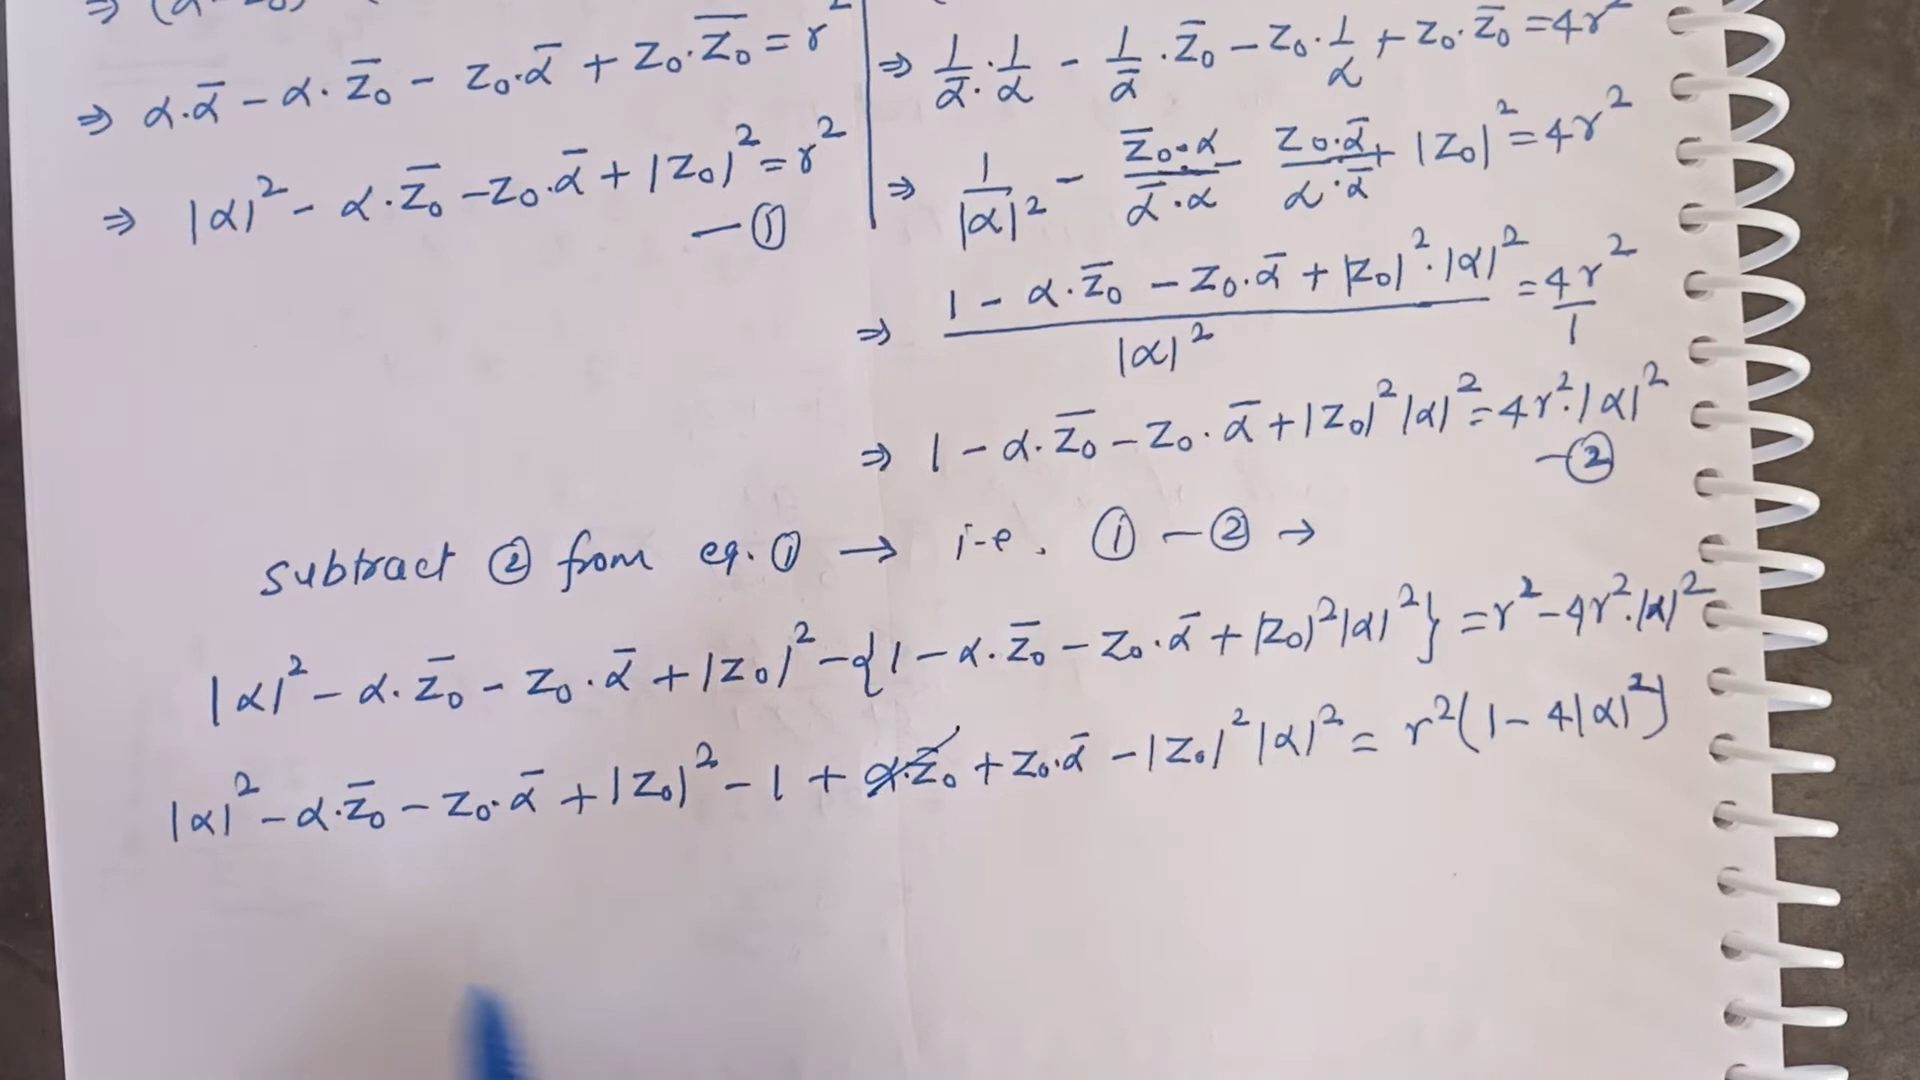 ⇒ α.ᾱ − α.z̄₀ − z₀.ᾱ + z₀.z̄₀ = r²
⇒ |α|² − α.z̄₀ − z₀.ᾱ + |z₀|² = r²
—①
⇒ 1/ᾱ . 1/α − 1/ᾱ . z̄₀ − z₀ . 1/α + z₀.z̄₀ = 4r²
⇒ 1/|α|² − z̄₀.α/ᾱ.α − z₀.ᾱ/α.ᾱ + |z₀|² = 4r²
⇒ (1 − α.z̄₀ − z₀.ᾱ + |z₀|².|α|²)/|α|² = 4r²/1
⇒ 1 − α.z̄₀ − z₀.ᾱ + |z₀|²|α|² = 4r².|α|²
—②
subtract ② from eq.① → i-e. ① − ② →
|α|² − α.z̄₀ − z₀.ᾱ + |z₀|² − {1 − α.z̄₀ − z₀.ᾱ + |z₀|²|α|²} = r² − 4r².|α|²
|α|² − α.z̄₀ − z₀.ᾱ + |z₀|² − 1 + α.z̄₀ + z₀.ᾱ − |z₀|²|α|² = r²(1 − 4|α|²)